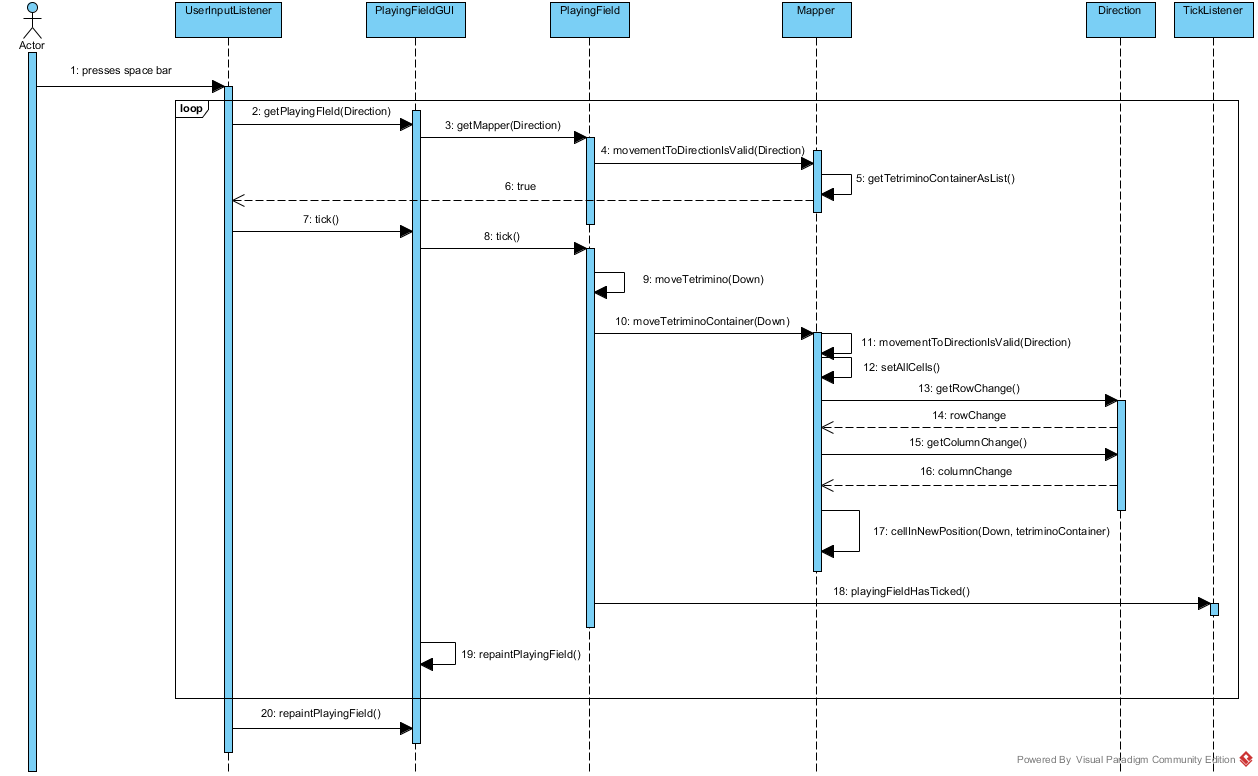 UserInputListener
PlayingFieldGUI
PlayingField
Mapper
Direction
TickListener
Actor
1: presses space bar
loop
2: getPlayingFIeld(Direction)
3: getMapper(Direction)
4: movementToDirectionIsValid(Direction)
5: getTetriminoContainerAsList()
6: true
7: tick()
8: tick()
9: moveTetrimino(Down)
10: moveTetriminoContainer(Down)
11: movementToDirectionIsValid(Direction)
12: setAllCells()
13: getRowChange()
14: rowChange
15: getColumnChange()
16: columnChange
17: cellInNewPosition(Down, tetriminoContainer)
18: playingFieldHasTicked()
19: repaintPlayingField()
20: repaintPlayingField()
Powered By Visual Paradigm Community Edition